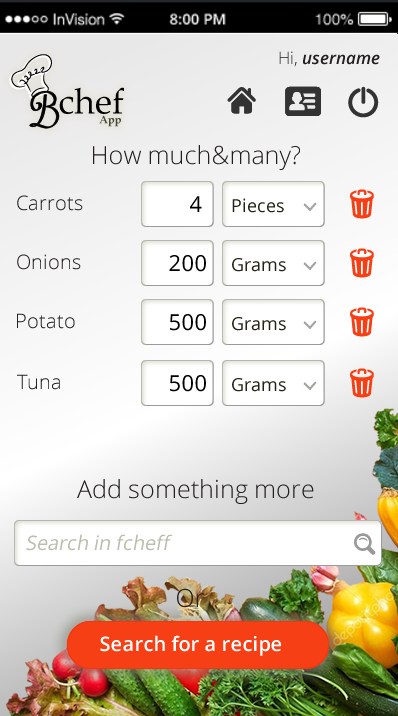 InVision 8:00 PM 100%
Hi, username
Bchef
App
How much&many?
Carrots 4 Pieces
Onions 200 Grams
Potato 500 Grams
Tuna 500 Grams
Add something more
Search in fcheff
Or
Search for a recipe